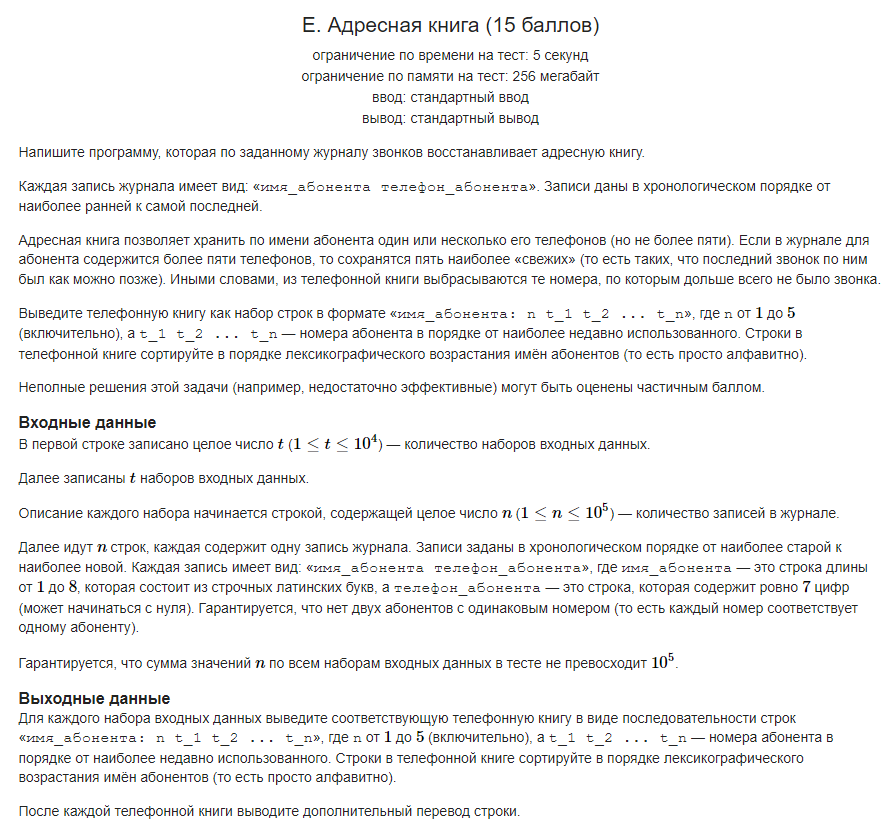 Е. Адресная книга (15 баллов)
ограничение по времени на тест: 5 секунд
ограничение по памяти на тест: 256 мегабайт
ввод: стандартный ввод
вывод: стандартный вывод
Напишите программу, которая по заданному журналу звонков восстанавливает адресную книгу.
Каждая запись журнала имеет вид: «имя_абонента телефон_абонента». Записи даны в хронологическом порядке от
наиболее ранней к самой последней.
Адресная книга позволяет хранить по имени абонента один или несколько его телефонов (но не более пяти). Если в журнале для
абонента содержится более пяти телефонов, то сохранятся пять наиболее «свежих» (то есть таких, что последний звонок по ним
был как можно позже). Иными словами, из телефонной книги выбрасываются те номера, по которым дольше всего не было звонка.
Выведите телефонную книгу как набор строк в формате «имя_абонента: n t_1 t_2 ... t_n», где n от 1 до 5
(включительно), а t_1 t_2 ... t_n — номера абонента в порядке от наиболее недавно использованного. Строки в
телефонной книге сортируйте в порядке лексикографического возрастания имён абонентов (то есть просто алфавитно).
Неполные решения этой задачи (например, недостаточно эффективные) могут быть оценены частичным баллом.
Входные данные
В первой строке записано целое число t (1 ≤ t ≤ 10⁴) — количество наборов входных данных.
Далее записаны t наборов входных данных.
Описание каждого набора начинается строкой, содержащей целое число n (1 ≤ n ≤ 10⁵) — количество записей в журнале.
Далее идут n строк, каждая содержит одну запись журнала. Записи заданы в хронологическом порядке от наиболее старой к
наиболее новой. Каждая запись имеет вид: «имя_абонента телефон_абонента», где имя_абонента — это строка длины
от 1 до 8, которая состоит из строчных латинских букв, а телефон_абонента — это строка, которая содержит ровно 7 цифр
(может начинаться с нуля). Гарантируется, что нет двух абонентов с одинаковым номером (то есть каждый номер соответствует
одному абоненту).
Гарантируется, что сумма значений n по всем наборам входных данных в тесте не превосходит 10⁵.
Выходные данные
Для каждого набора входных данных выведите соответствующую телефонную книгу в виде последовательности строк
«имя_абонента: n t_1 t_2 ... t_n», где n от 1 до 5 (включительно), а t_1 t_2 ... t_n — номера абонента в
порядке от наиболее недавно использованного. Строки в телефонной книге сортируйте в порядке лексикографического
возрастания имён абонентов (то есть просто алфавитно).
После каждой телефонной книги выводите дополнительный перевод строки.